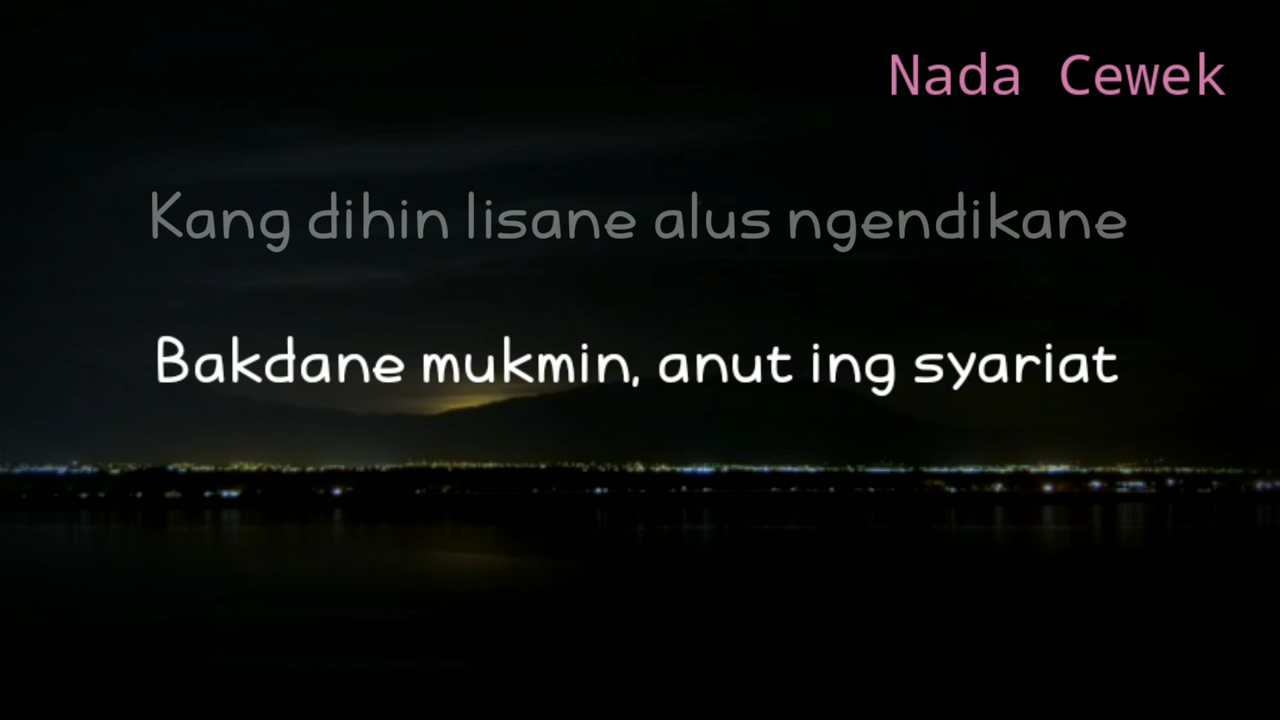 Nada Cewek
Kang dihin lisane alus ngendikane
Bakdane mukmin, anut ing syariat